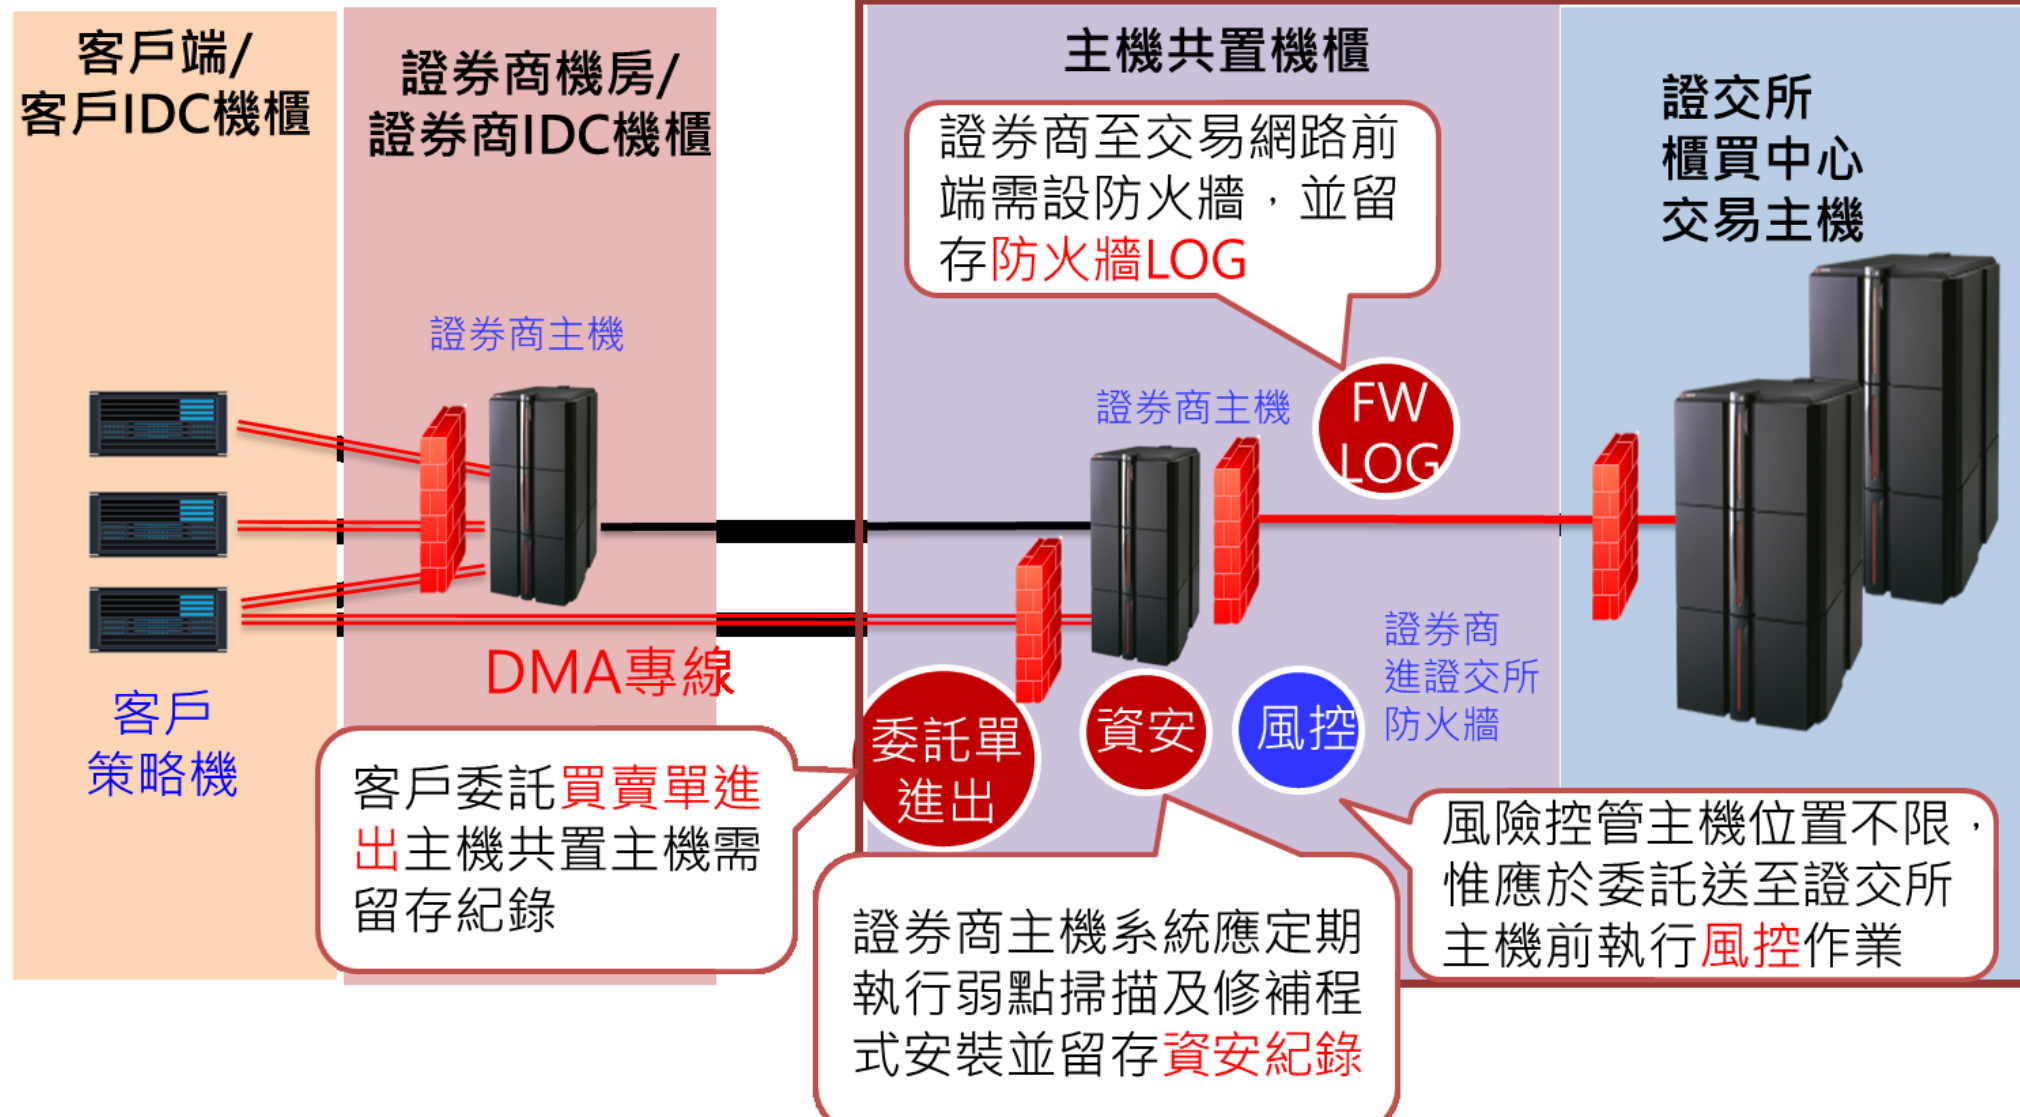 客戶端/
客戶IDC機櫃
證券商機房/
證券商IDC機櫃
主機共置機櫃
證交所
櫃買中心
交易主機
證券商至交易網路前
端需設防火牆，並留
存防火牆LOG
證券商主機
證券商主機
FW
LOG
DMA專線
客戶
策略機
證券商
進證交所
防火牆
委託單
進出
資安
風控
客戶委託買賣單進
出主機共置主機需
留存紀錄
風險控管主機位置不限，
惟應於委託送至證交所
主機前執行風控作業
證券商主機系統應定期
執行弱點掃描及修補程
式安裝並留存資安紀錄